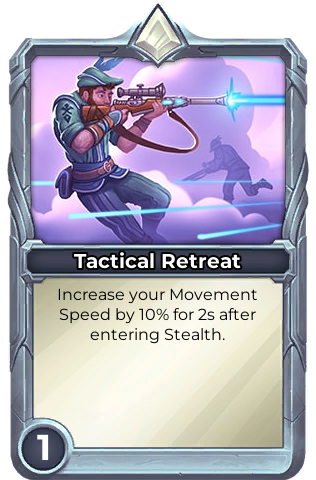 Tactical Retreat
Increase your Movement
Speed by 10% for 2s after
entering Stealth.
1